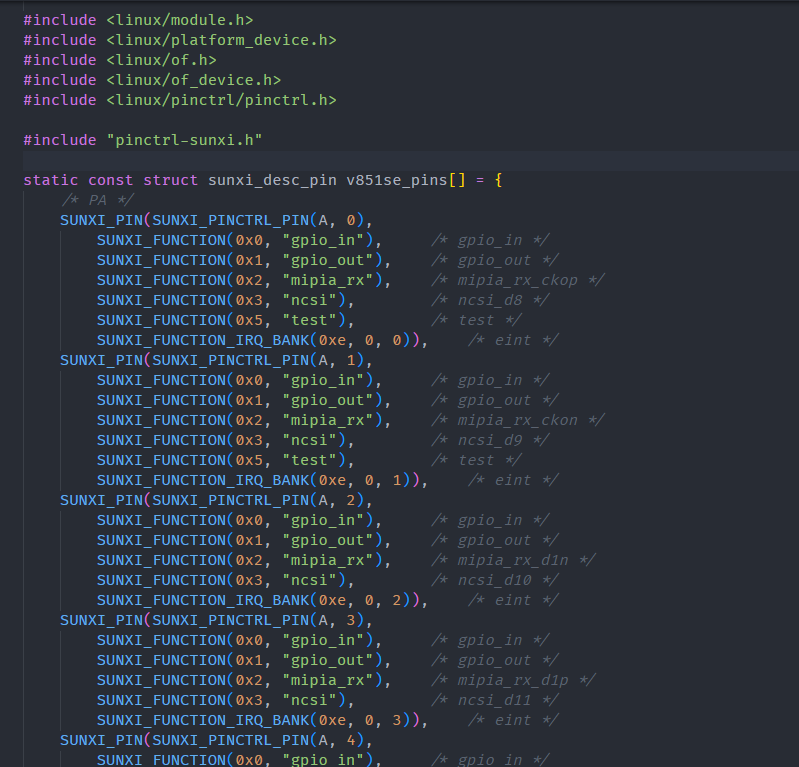 #include <linux/module.h>
#include <linux/platform_device.h>
#include <linux/of.h>
#include <linux/of_device.h>
#include <linux/pinctrl/pinctrl.h>

#include "pinctrl-sunxi.h"

static const struct sunxi_desc_pin v851se_pins[] = {
    /* PA */
    SUNXI_PIN(SUNXI_PINCTRL_PIN(A, 0),
        SUNXI_FUNCTION(0x0, "gpio_in"),     /* gpio_in */
        SUNXI_FUNCTION(0x1, "gpio_out"),    /* gpio_out */
        SUNXI_FUNCTION(0x2, "mipia_rx"),    /* mipia_rx_ckop */
        SUNXI_FUNCTION(0x3, "ncsi"),        /* ncsi_d8 */
        SUNXI_FUNCTION(0x5, "test"),        /* test */
        SUNXI_FUNCTION_IRQ_BANK(0xe, 0, 0)),    /* eint */
    SUNXI_PIN(SUNXI_PINCTRL_PIN(A, 1),
        SUNXI_FUNCTION(0x0, "gpio_in"),     /* gpio_in */
        SUNXI_FUNCTION(0x1, "gpio_out"),    /* gpio_out */
        SUNXI_FUNCTION(0x2, "mipia_rx"),    /* mipia_rx_ckon */
        SUNXI_FUNCTION(0x3, "ncsi"),        /* ncsi_d9 */
        SUNXI_FUNCTION(0x5, "test"),        /* test */
        SUNXI_FUNCTION_IRQ_BANK(0xe, 0, 1)),    /* eint */
    SUNXI_PIN(SUNXI_PINCTRL_PIN(A, 2),
        SUNXI_FUNCTION(0x0, "gpio_in"),     /* gpio_in */
        SUNXI_FUNCTION(0x1, "gpio_out"),    /* gpio_out */
        SUNXI_FUNCTION(0x2, "mipia_rx"),    /* mipia_rx_d1n */
        SUNXI_FUNCTION(0x3, "ncsi"),        /* ncsi_d10 */
        SUNXI_FUNCTION_IRQ_BANK(0xe, 0, 2)),    /* eint */
    SUNXI_PIN(SUNXI_PINCTRL_PIN(A, 3),
        SUNXI_FUNCTION(0x0, "gpio_in"),     /* gpio_in */
        SUNXI_FUNCTION(0x1, "gpio_out"),    /* gpio_out */
        SUNXI_FUNCTION(0x2, "mipia_rx"),    /* mipia_rx_d1p */
        SUNXI_FUNCTION(0x3, "ncsi"),        /* ncsi_d11 */
        SUNXI_FUNCTION_IRQ_BANK(0xe, 0, 3)),    /* eint */
    SUNXI_PIN(SUNXI_PINCTRL_PIN(A, 4),
        SUNXI_FUNCTION(0x0, "gpio_in"),     /* gpio_in */